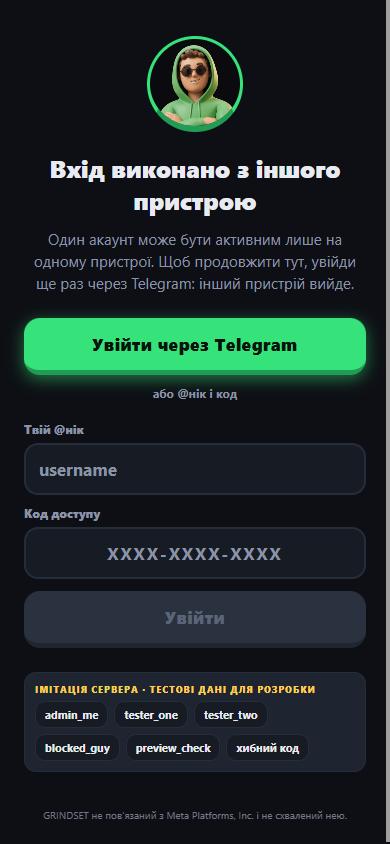 Вхід виконано з іншого
пристрою
Один акаунт може бути активним лише на
одному пристрої. Щоб продовжити тут, увійди
ще раз через Telegram: інший пристрій вийде.
Увійти через Telegram
або @нік і код
Твій @нік
username
Код доступу
XXXX-XXXX-XXXX
Увійти
ІМІТАЦІЯ СЕРВЕРА · ТЕСТОВІ ДАНІ ДЛЯ РОЗРОБКИ
admin_me tester_one tester_two
blocked_guy preview_check хибний код
GRINDSET не пов'язаний з Meta Platforms, Inc. і не схвалений нею.